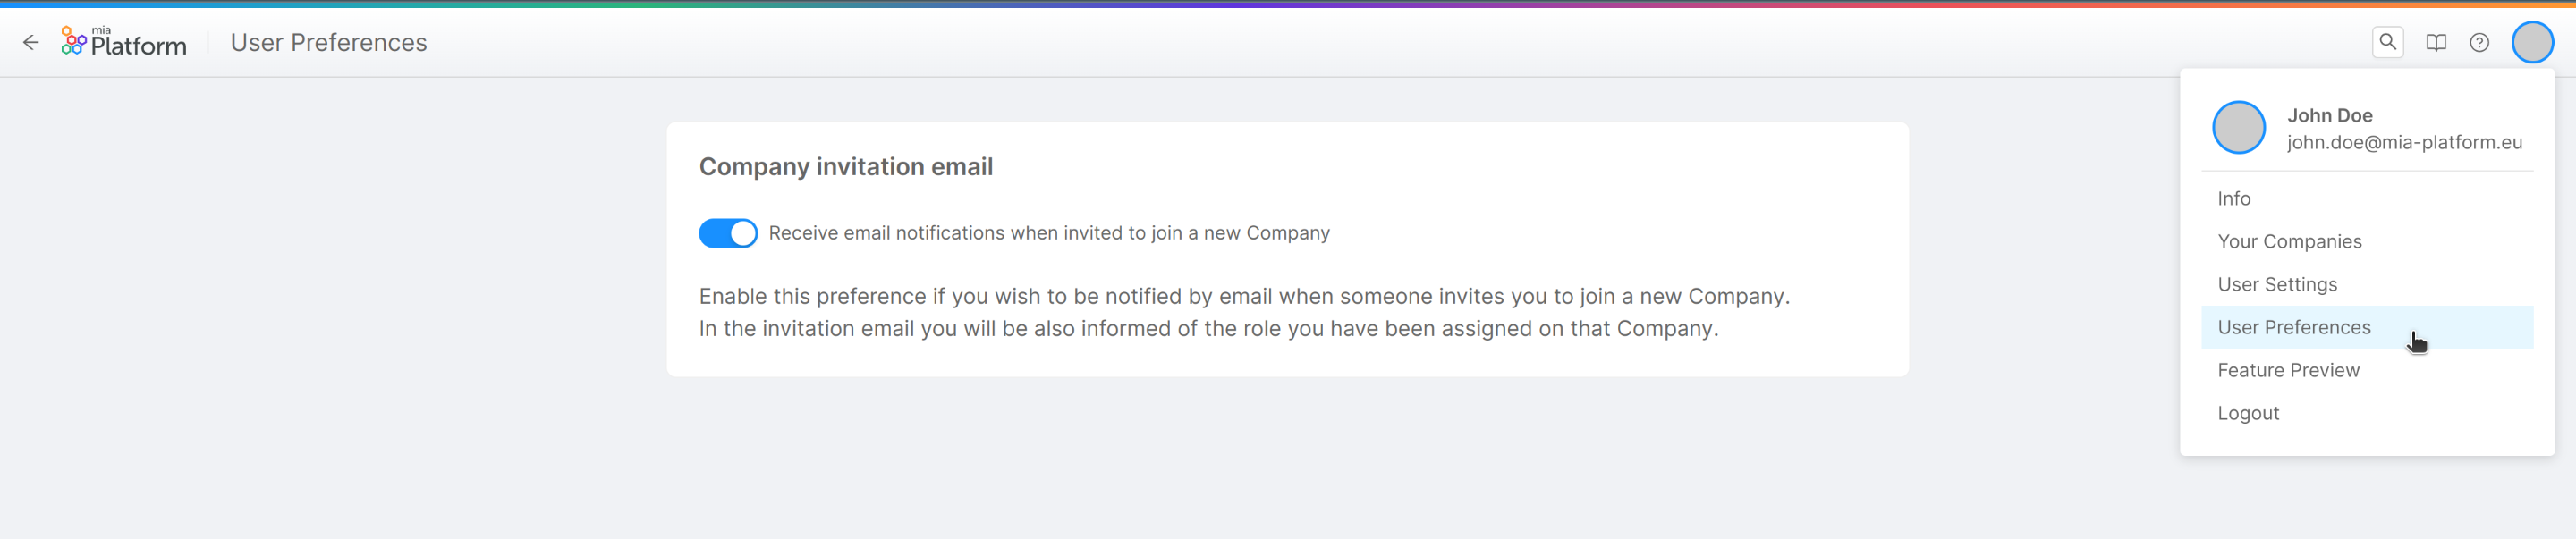 mia
Platform
User Preferences
Company invitation email
Receive email notifications when invited to join a new Company
Enable this preference if you wish to be notified by email when someone invites you to join a new Company.
In the invitation email you will be also informed of the role you have been assigned on that Company.
John Doe
john.doe@mia-platform.eu
Info
Your Companies
User Settings
User Preferences
Feature Preview
Logout